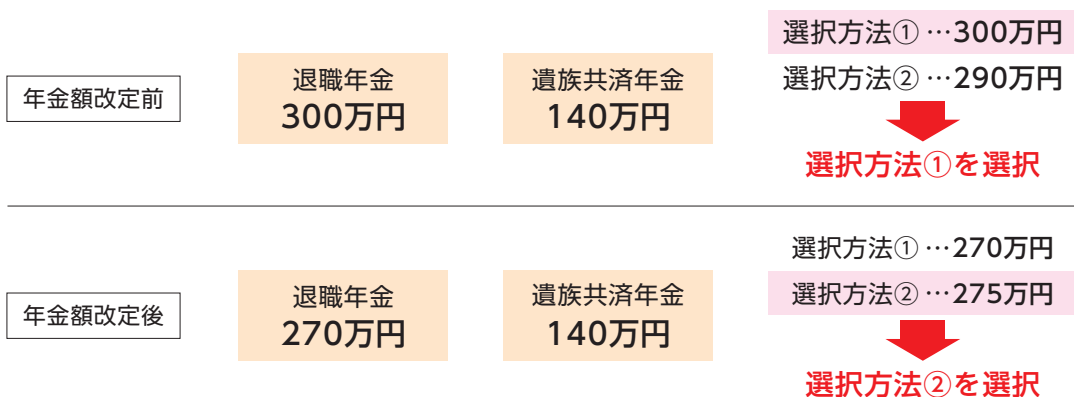 年金額改定前
退職年金
300万円
遺族共済年金
140万円
選択方法① …300万円
選択方法② …290万円
選択方法①を選択
年金額改定後
退職年金
270万円
遺族共済年金
140万円
選択方法① …270万円
選択方法② …275万円
選択方法②を選択